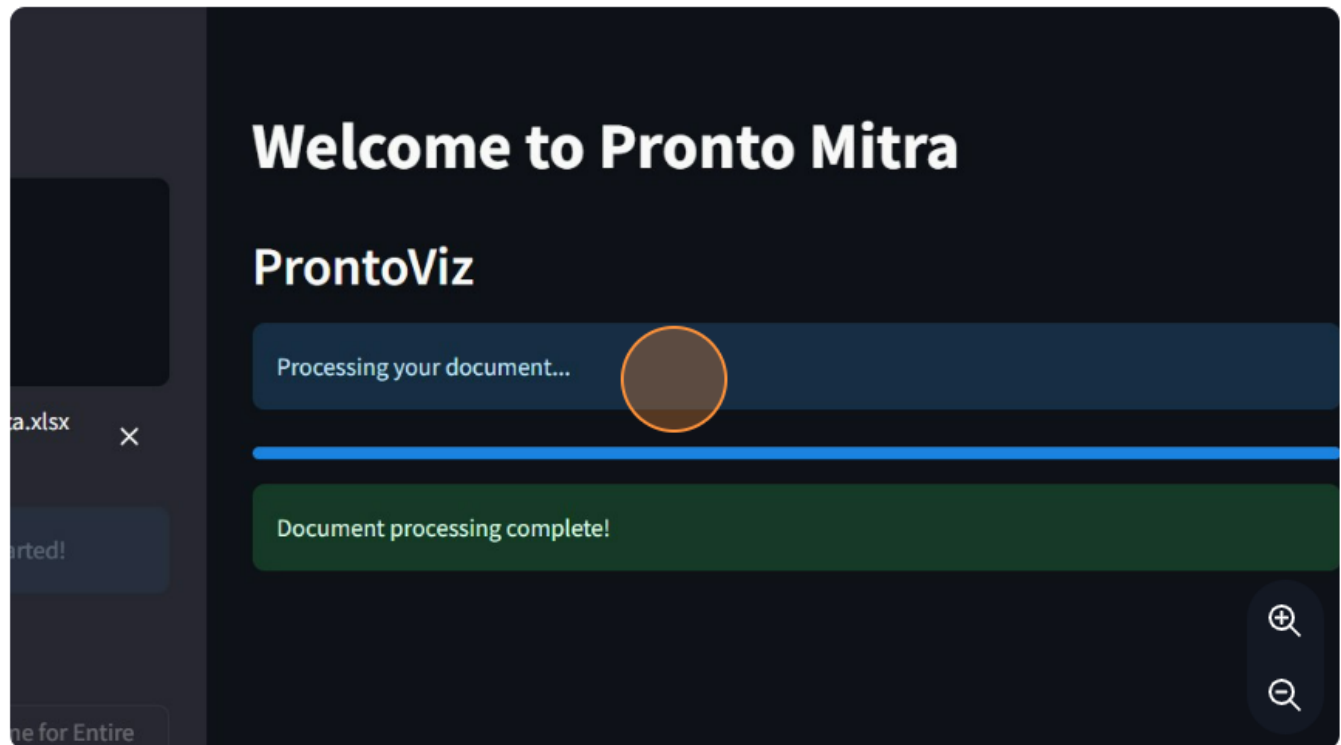 Welcome to Pronto Mitra
ProntoViz
Processing your document...
a.xlsx
Document processing complete!
arted!
ne for Entire